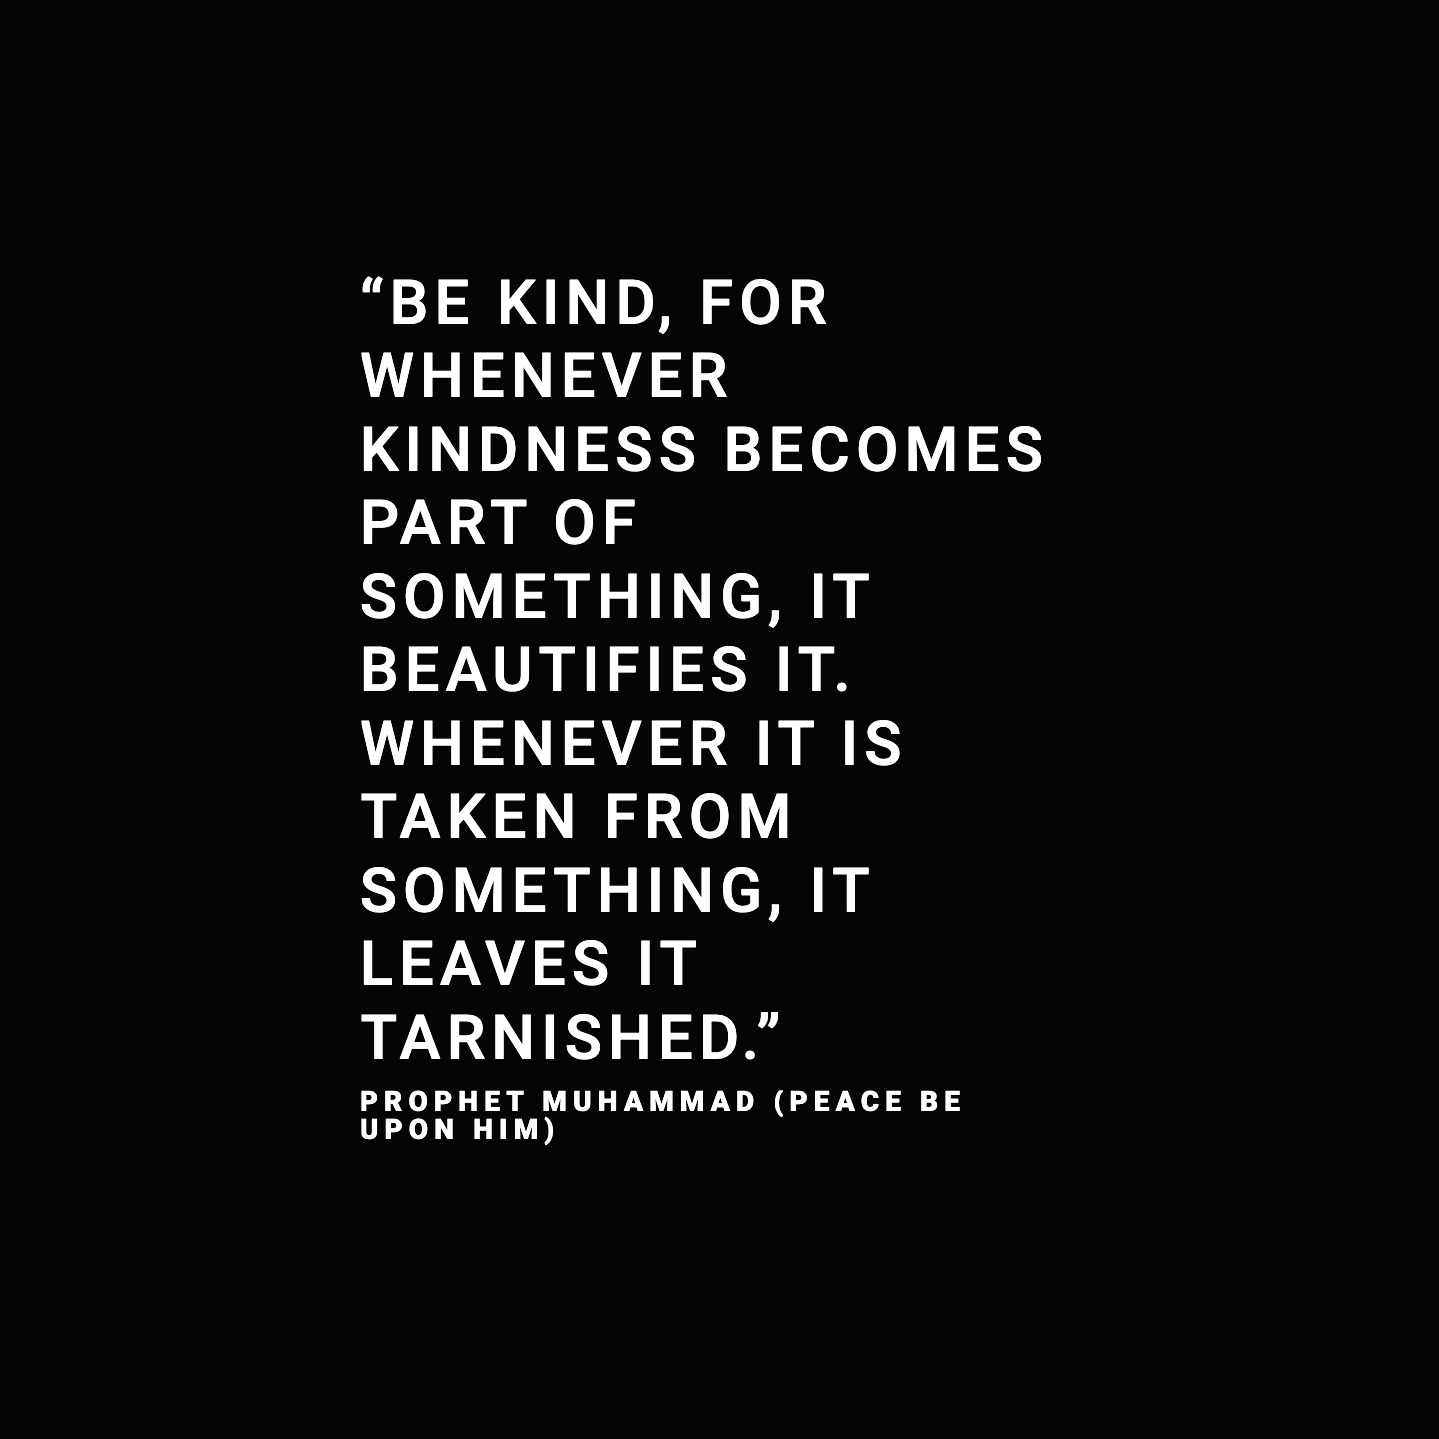 “BE KIND, FOR
WHENEVER
KINDNESS BECOMES
PART OF
SOMETHING, IT
BEAUTIFIES IT.
WHENEVER IT IS
TAKEN FROM
SOMETHING, IT
LEAVES IT
TARNISHED.”
PROPHET MUHAMMAD (PEACE BE
UPON HIM)